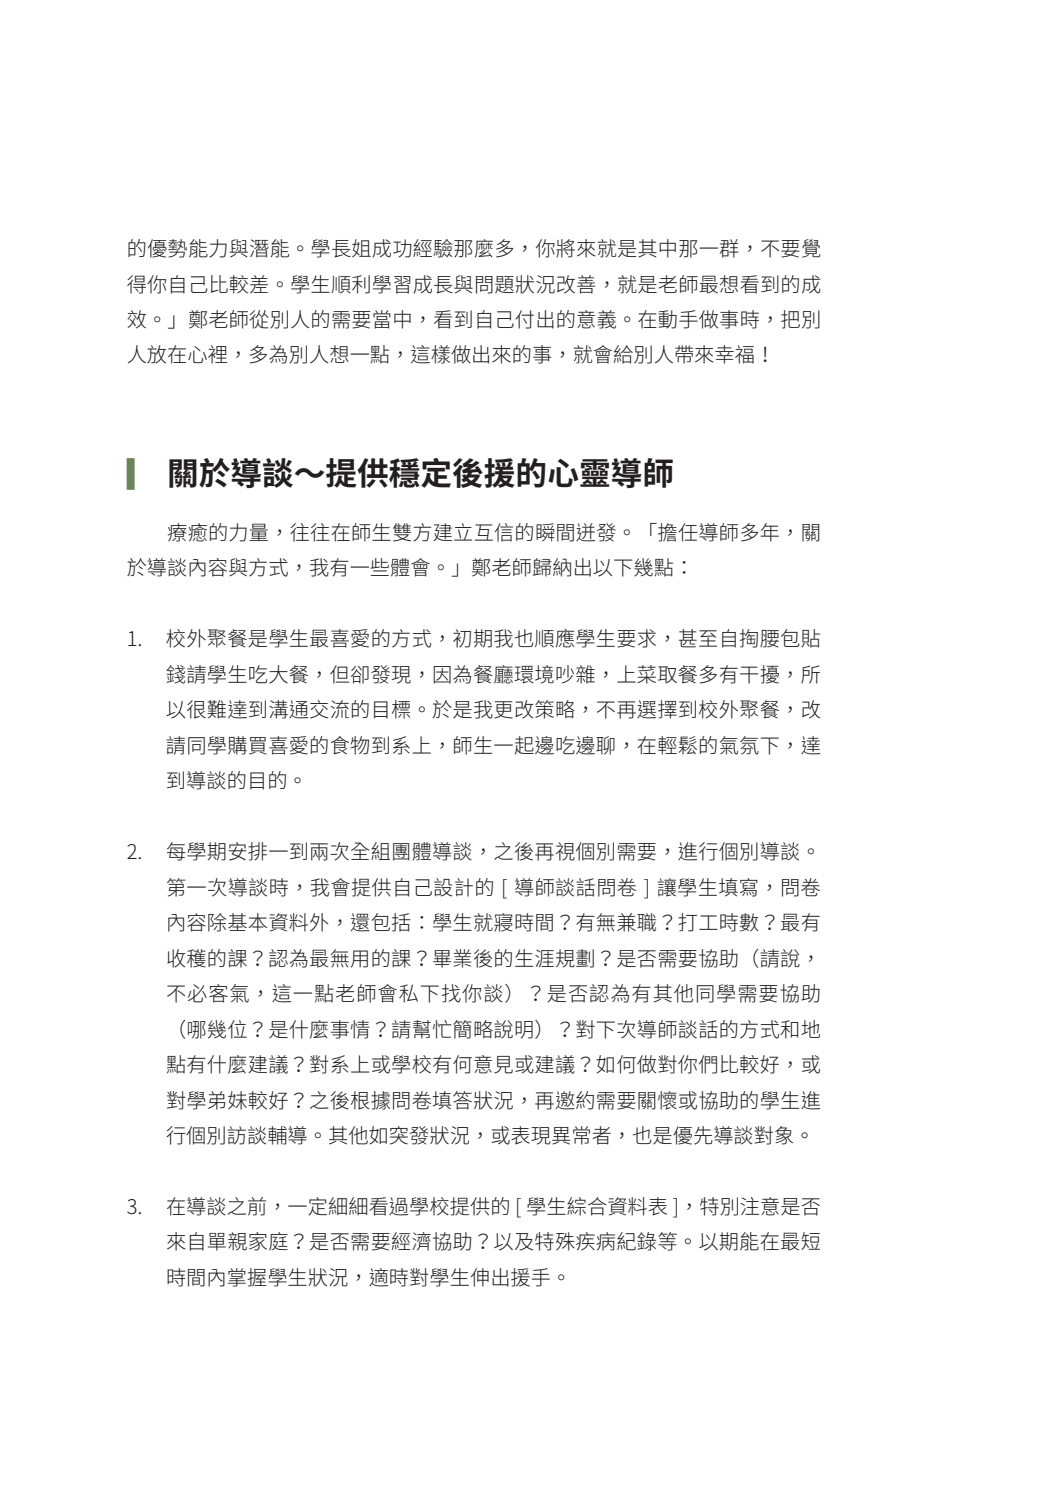 的優勢能力與潛能。學長姐成功經驗那麼多，你將來就是其中那一群，不要覺
得你自己比較差。學生順利學習成長與問題狀況改善，就是老師最想看到的成
效。」鄭老師從別人的需要當中，看到自己付出的意義。在動手做事時，把別
人放在心裡，多為別人想一點，這樣做出來的事，就會給別人帶來幸福！
關於導談～提供穩定後援的心靈導師
療癒的力量，往往在師生雙方建立互信的瞬間迸發。「擔任導師多年，關
於導談內容與方式，我有一些體會。」鄭老師歸納出以下幾點：
1. 校外聚餐是學生最喜愛的方式，初期我也順應學生要求，甚至自掏腰包貼
錢請學生吃大餐，但卻發現，因為餐廳環境吵雜，上菜取餐多有干擾，所
以很難達到溝通交流的目標。於是我更改策略，不再選擇到校外聚餐，改
請同學購買喜愛的食物到系上，師生一起邊吃邊聊，在輕鬆的氣氛下，達
到導談的目的。
2. 每學期安排一到兩次全組團體導談，之後再視個別需要，進行個別導談。
第一次導談時，我會提供自己設計的 [ 導師談話問卷 ] 讓學生填寫，問卷
內容除基本資料外，還包括：學生就寢時間？有無兼職？打工時數？最有
收穫的課？認為最無用的課？畢業後的生涯規劃？是否需要協助（請說，
不必客氣，這一點老師會私下找你談）？是否認為有其他同學需要協助
（哪幾位？是什麼事情？請幫忙簡略說明）？對下次導師談話的方式和地
點有什麼建議？對系上或學校有何意見或建議？如何做對你們比較好，或
對學弟妹較好？之後根據問卷填答狀況，再邀約需要關懷或協助的學生進
行個別訪談輔導。其他如突發狀況，或表現異常者，也是優先導談對象。
3. 在導談之前，一定細細看過學校提供的 [ 學生綜合資料表 ]，特別注意是否
來自單親家庭？是否需要經濟協助？以及特殊疾病紀錄等。以期能在最短
時間內掌握學生狀況，適時對學生伸出援手。